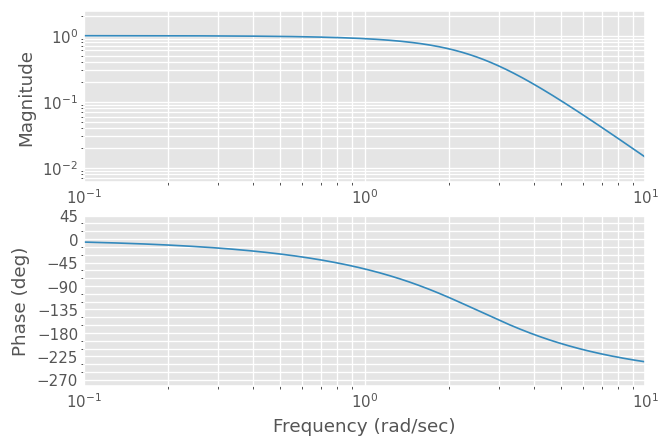 Magnitude
10⁰
10⁻¹
10⁻²
10⁻¹ 10⁰ 10¹
Phase (deg)
45
0
−45
−90
−135
−180
−225
−270
10⁻¹ 10⁰ 10¹
Frequency (rad/sec)